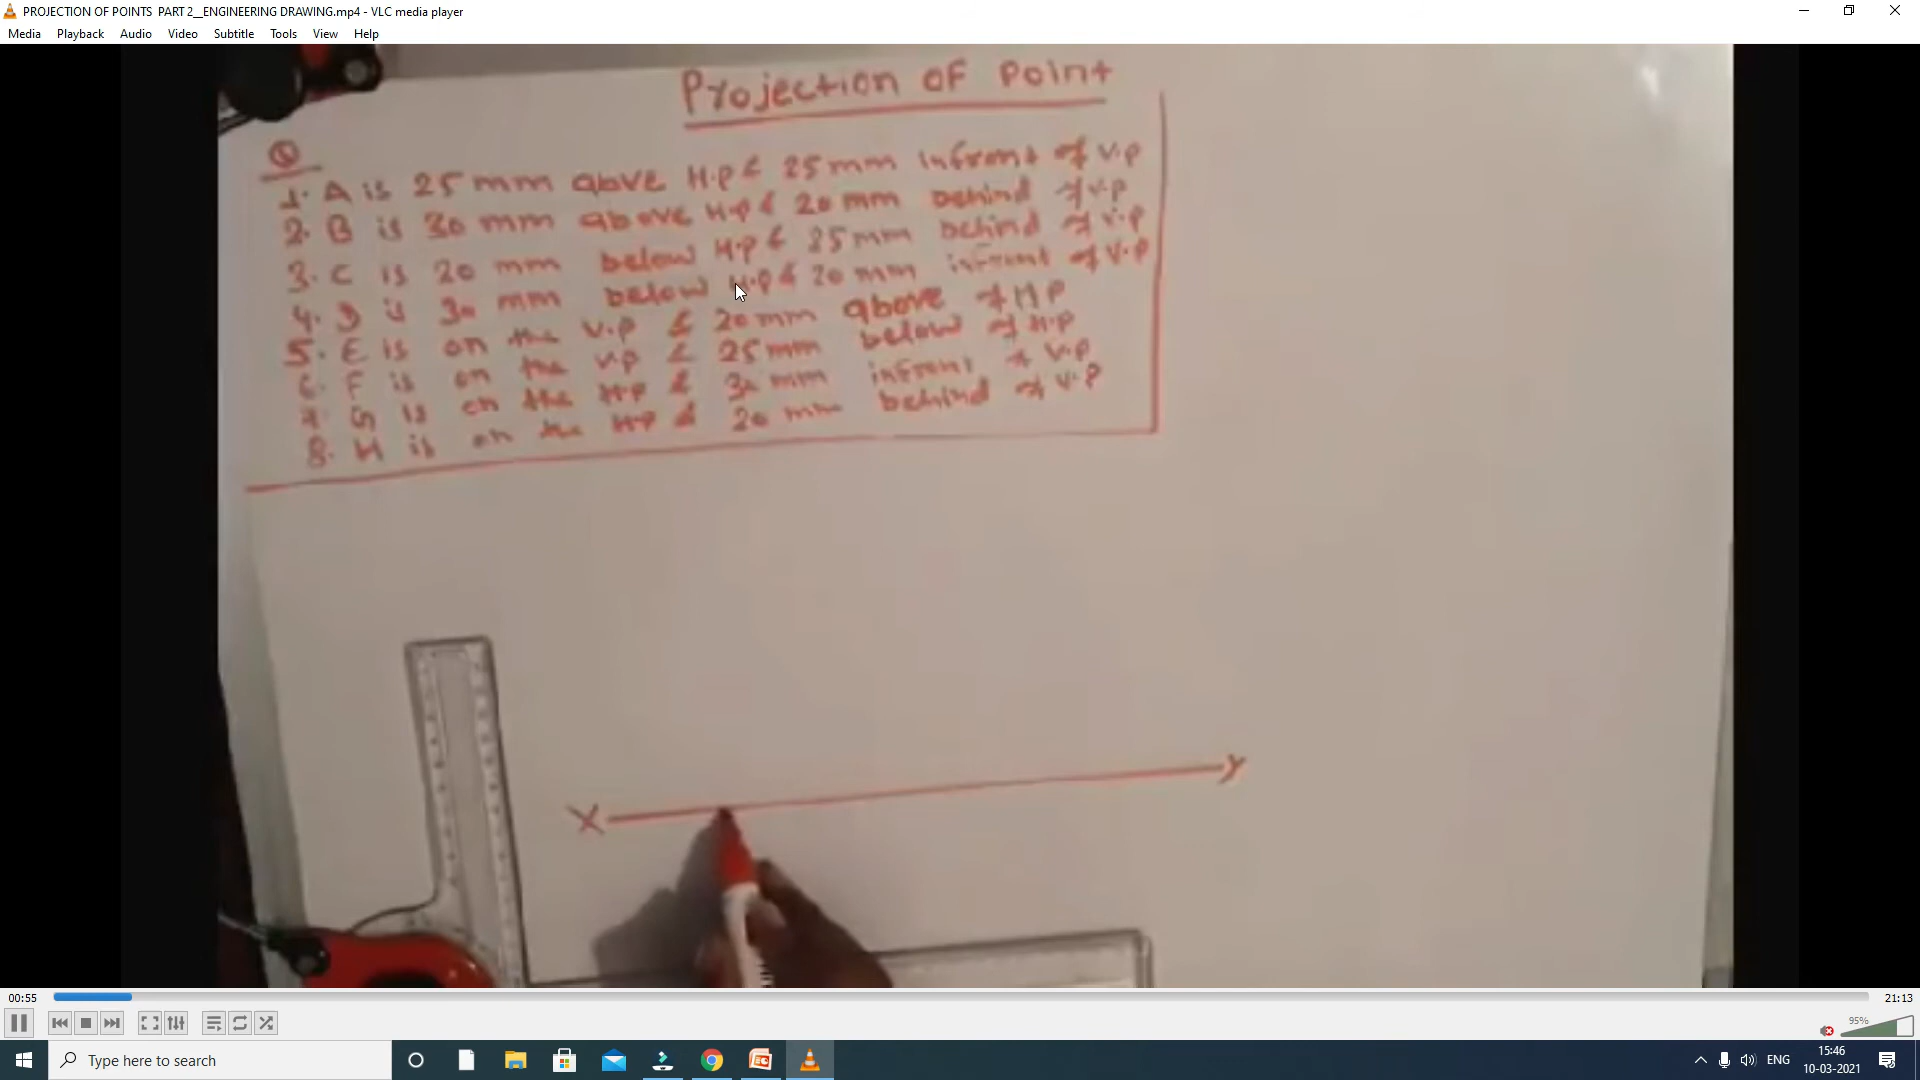 PROJECTION OF POINTS PART 2__ENGINEERING DRAWING.mp4 - VLC media player
Media Playback Audio Video Subtitle Tools View Help
Projection of Point
Q
1. A is 25 mm above H.P & 25 mm infront of V.P
2. B is 30 mm above H.P & 20 mm behind of V.P
3. C is 20 mm below H.P & 25 mm behind of V.P
4. D is 30 mm below H.P & 20 mm infront of V.P
5. E is on the V.P & 20 mm above of H P
6. F is on the V.P & 25 mm below of H.P
7. G is on the H.P & 30 mm infront of V.P
8. H is on the H.P & 20 mm behind of V.P
X Y
00:55 21:13
95%
Type here to search
ENG
15:46
10-03-2021